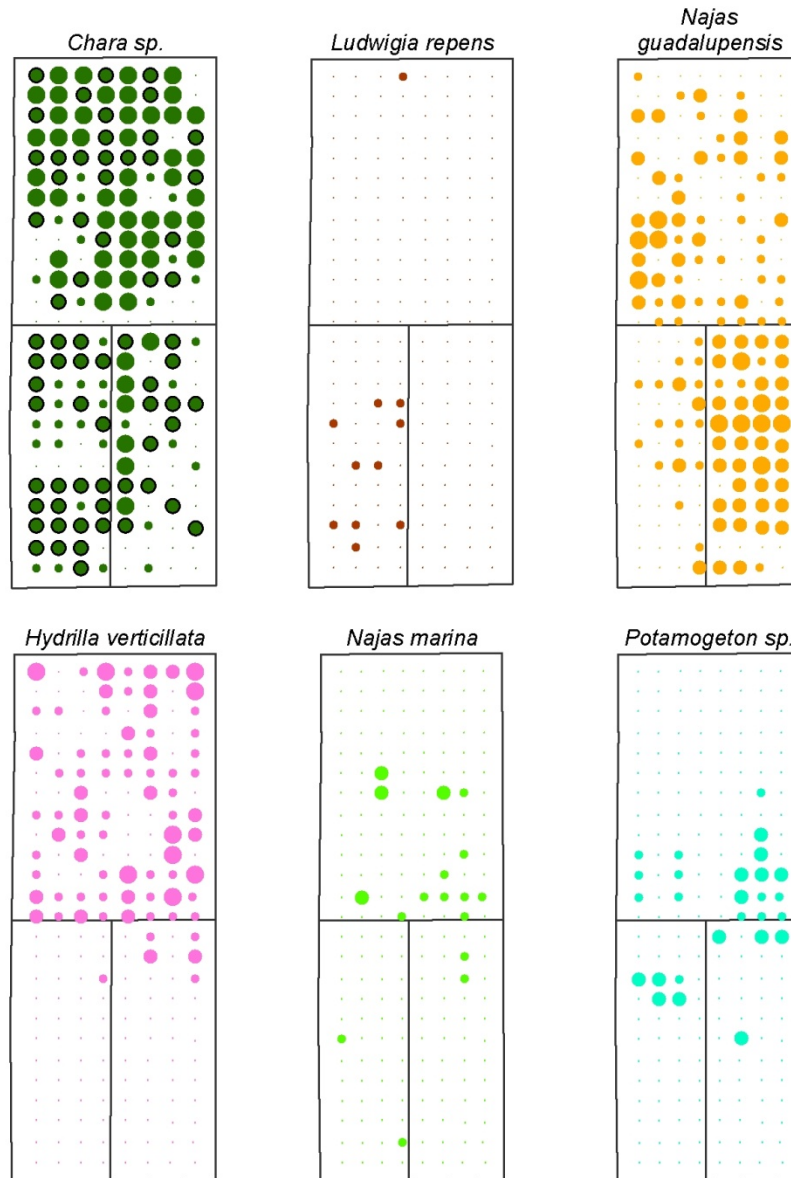 Chara sp.
Ludwigia repens
Najas
guadalupensis
Hydrilla verticillata
Najas marina
Potamogeton sp.